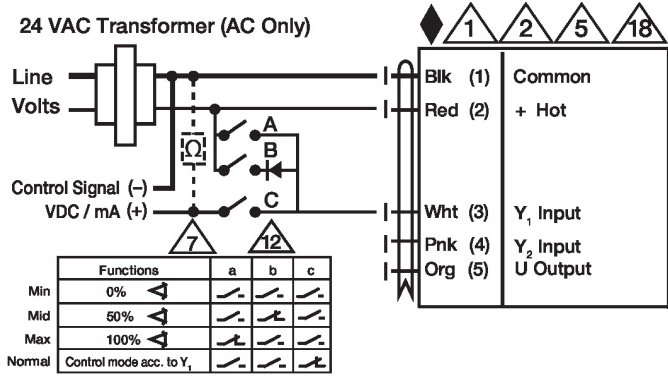 24 VAC Transformer (AC Only)
1 2 5 18
Line
Volts
Blk (1) Common
Red (2) + Hot
A
Ω
B
Control Signal (–)
VDC / mA (+)
C
Wht (3) Y1 Input
Pnk (4) Y2 Input
Org (5) U Output
7 12
Functions a b c
Min 0%
Mid 50%
Max 100%
Normal Control mode acc. to Y1